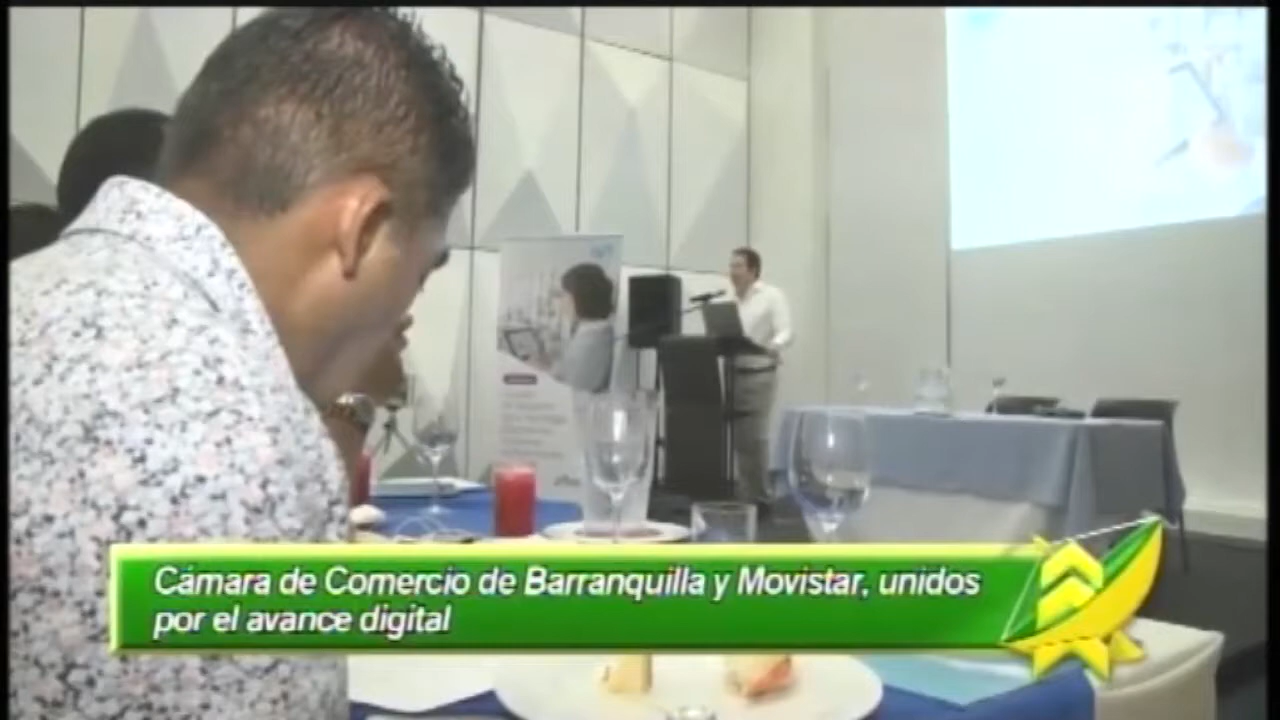 Cámara de Comercio de Barranquilla y Movistar, unidos
por el avance digital